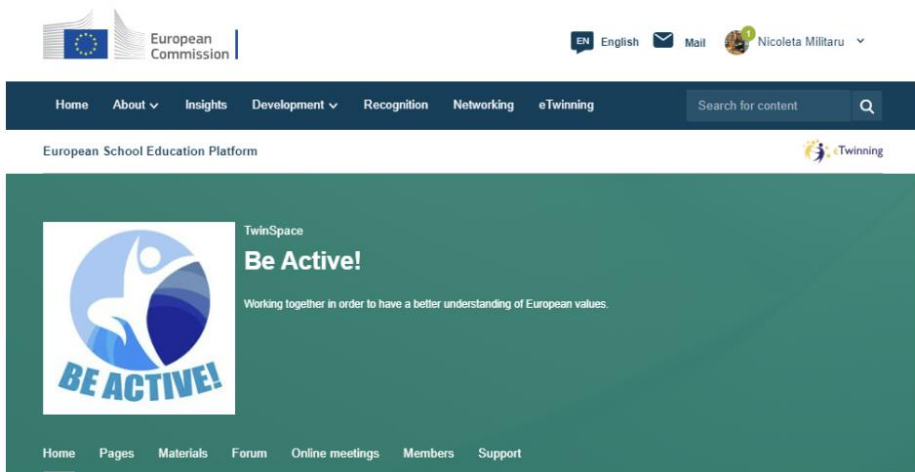 European
Commission
EN English Mail 1 Nicoleta Militaru
Home About Insights Development Recognition Networking eTwinning Search for content
European School Education Platform eTwinning
TwinSpace
Be Active!
Working together in order to have a better understanding of European values.
BE ACTIVE!
Home Pages Materials Forum Online meetings Members Support